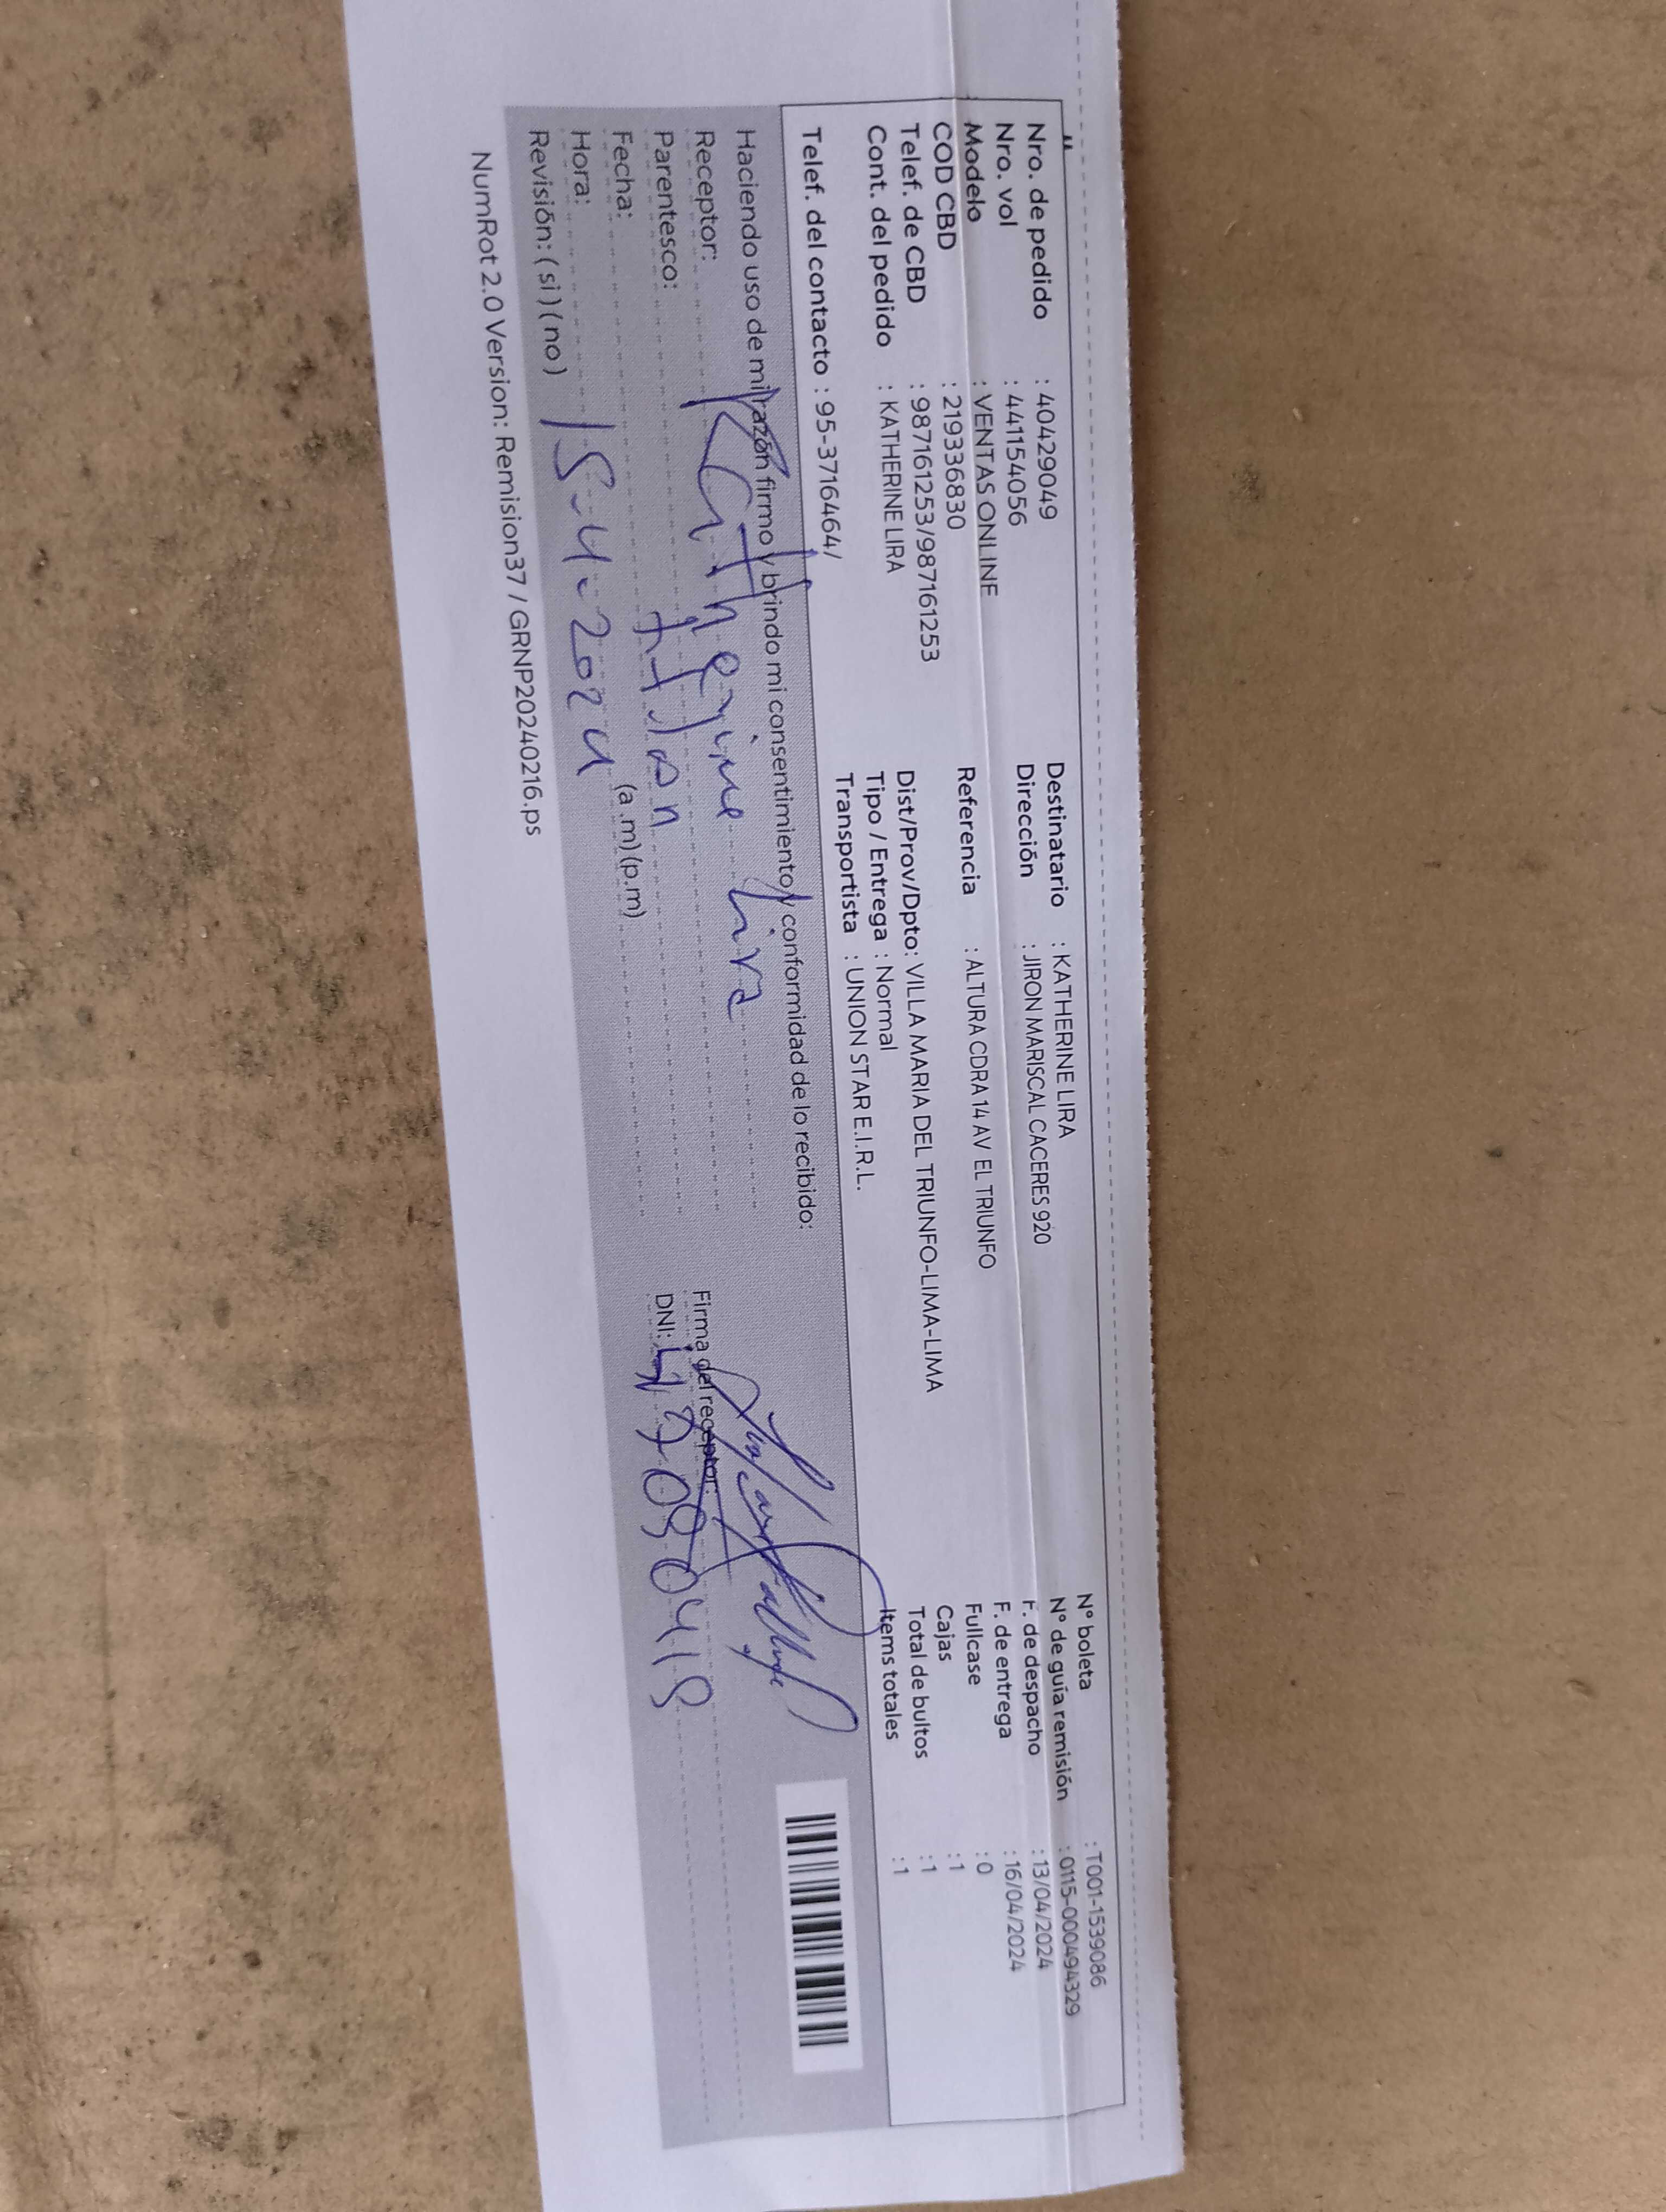 Nro. de pedido : 40429049
Nro. vol : 441154056
Modelo : VENTAS ONLINE
COD CBD : 219336830
Telef. de CBD : 987161253/987161253
Cont. del pedido : KATHERINE LIRA
Telef. del contacto : 95-3716464/
Destinatario : KATHERINE LIRA
Dirección : JIRON MARISCAL CACERES 920
Referencia : ALTURA CDRA 14 AV EL TRIUNFO
Dist/Prov/Dpto: VILLA MARIA DEL TRIUNFO-LIMA-LIMA
Tipo / Entrega : Normal
Transportista : UNION STAR E.I.R.L.
N° boleta : T001-1539086
N° de guía remisión : 0115-000494329
F. de despacho : 13/04/2024
F. de entrega : 16/04/2024
Fullcase : 0
Cajas : 1
Total de bultos : 1
Items totales : 1
Haciendo uso de mi razón firmo y brindo mi consentimiento y conformidad de lo recibido:
Receptor: Katherine Lira
Parentesco: titular
Fecha: 15-4-2024
Hora: (a .m) (p.m)
Revisión: ( si ) ( no )
Firma del receptor:
DNI:
NumRot 2.0 Version: Remision37 / GRNP20240216.ps